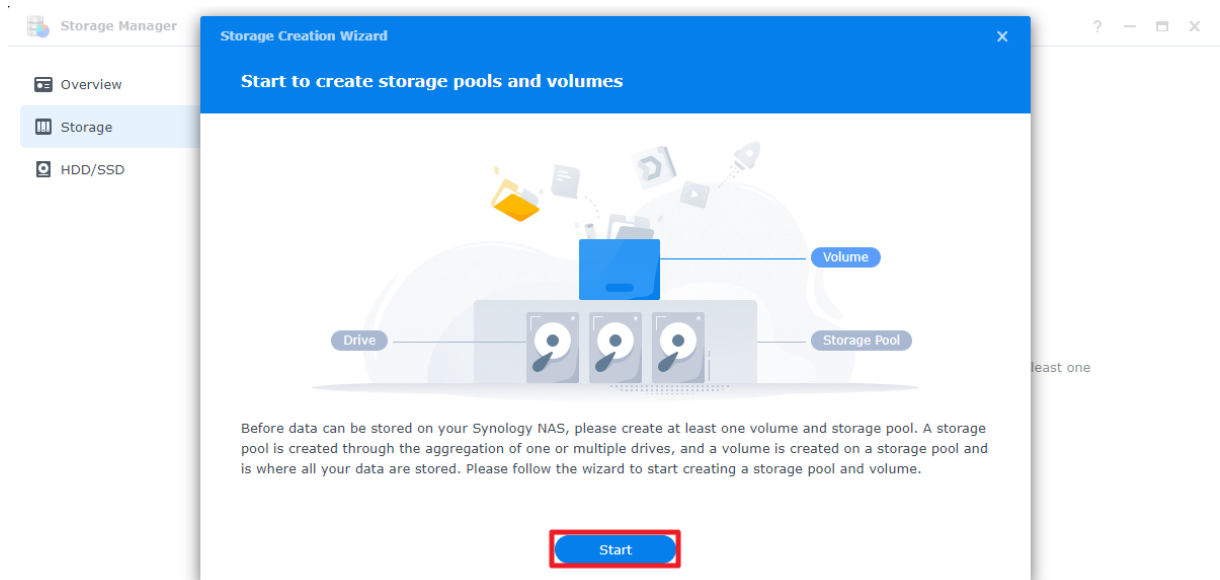 Storage Manager
? 
Storage Creation Wizard
Start to create storage pools and volumes
Overview
Storage
HDD/SSD
Volume
Drive
Storage Pool
least one
Before data can be stored on your Synology NAS, please create at least one volume and storage pool. A storage
pool is created through the aggregation of one or multiple drives, and a volume is created on a storage pool and
is where all your data are stored. Please follow the wizard to start creating a storage pool and volume.
Start